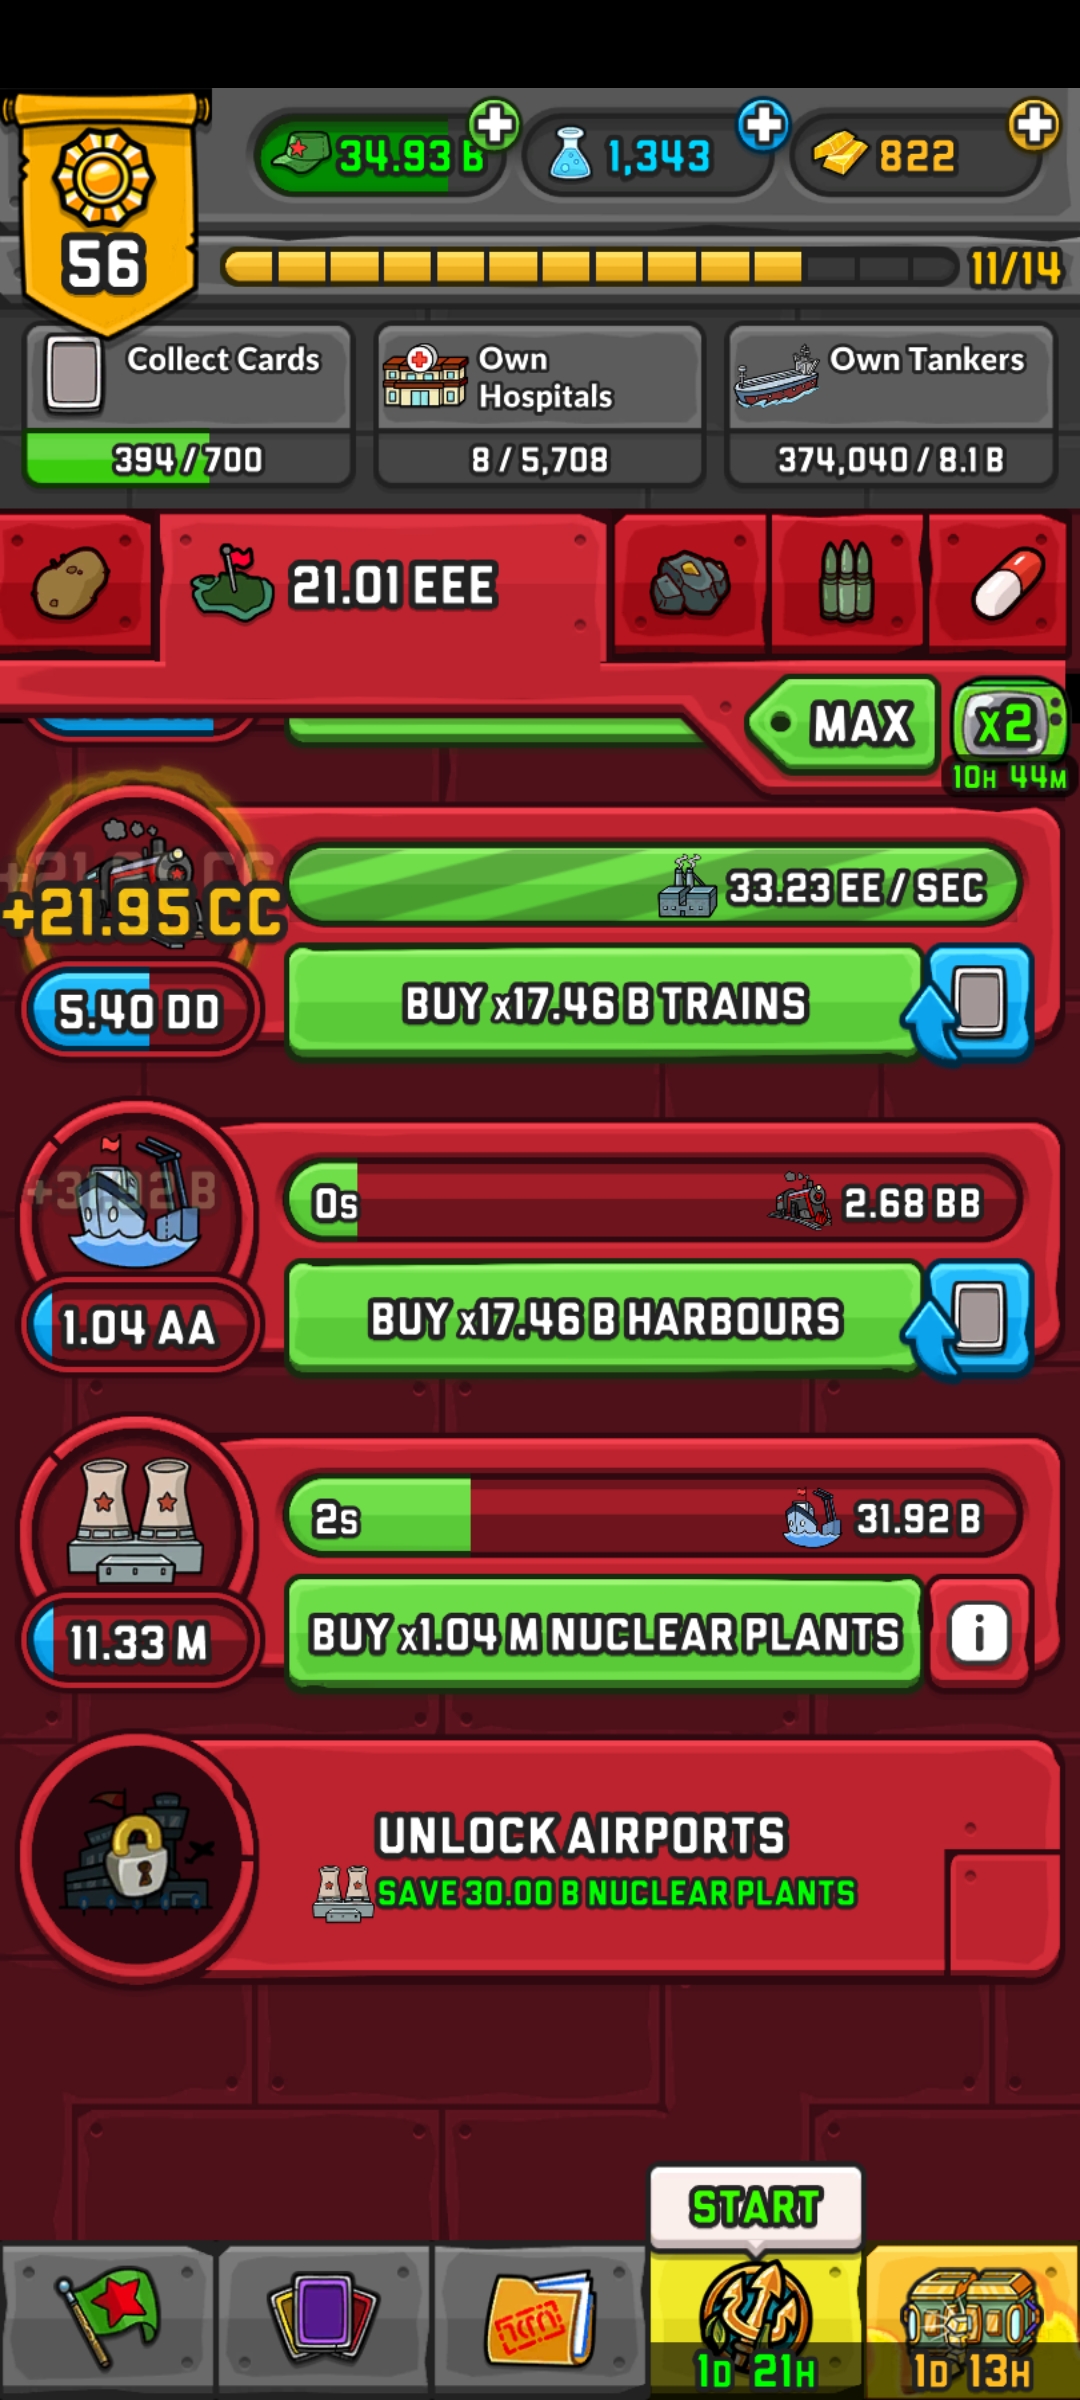 56
34.93 B
1,343
822
11/14
Collect Cards
394/700
Own
Hospitals
8/5,708
Own Tankers
374,040/8.1 B
21.01 EEE
MAX
x2
10H 44M
+21.95 CC
33.23 EE/SEC
5.40 DD
BUY x17.46 B TRAINS
0s
2.68 BB
1.04 AA
BUY x17.46 B HARBOURS
2s
31.92 B
11.33 M
BUY x1.04 M NUCLEAR PLANTS
i
UNLOCK AIRPORTS
SAVE 30.00 B NUCLEAR PLANTS
START
1D 21H
1D 13H